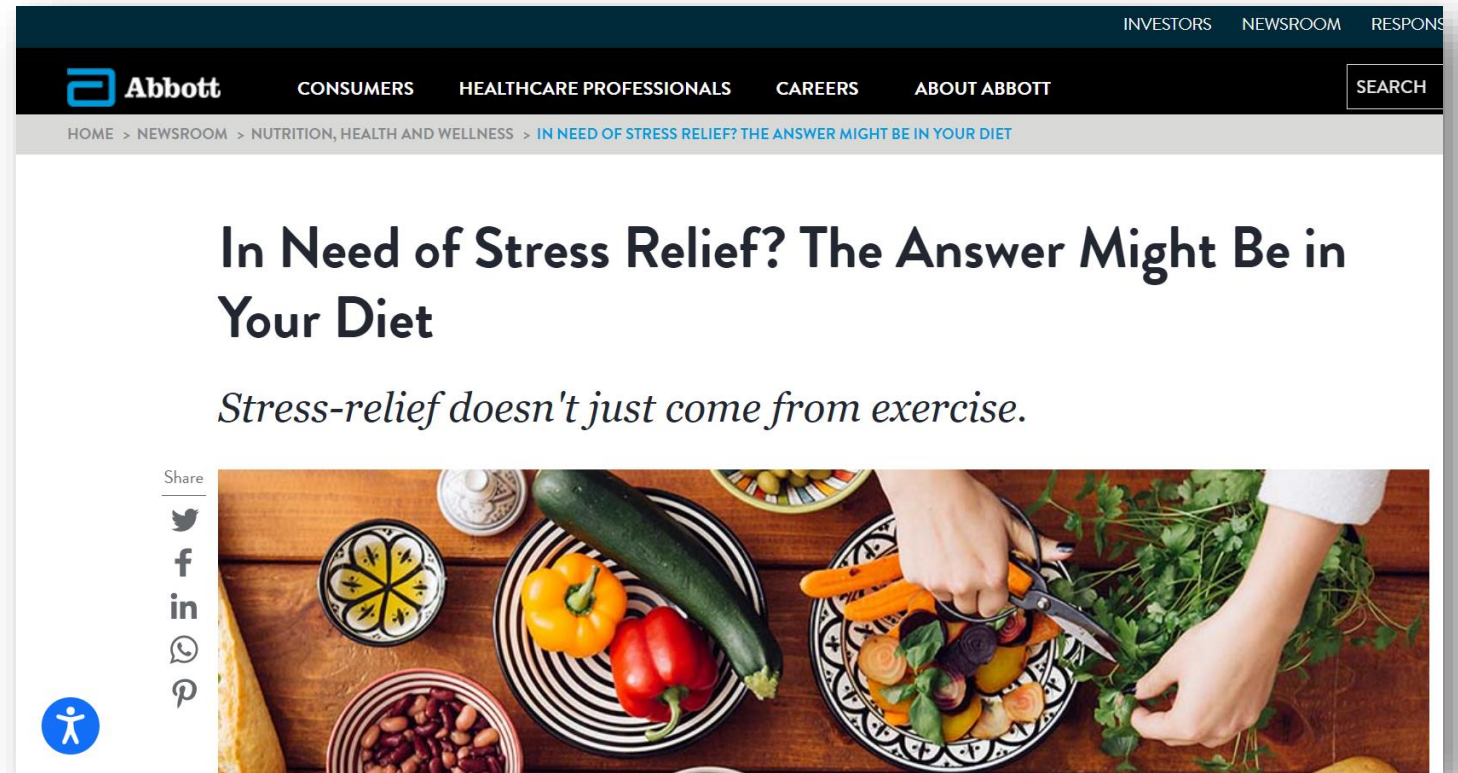 INVESTORS NEWSROOM RESPONS
Abbott CONSUMERS HEALTHCARE PROFESSIONALS CAREERS ABOUT ABBOTT SEARCH
HOME > NEWSROOM > NUTRITION, HEALTH AND WELLNESS > IN NEED OF STRESS RELIEF? THE ANSWER MIGHT BE IN YOUR DIET
In Need of Stress Relief? The Answer Might Be in
Your Diet
Stress-relief doesn't just come from exercise.
Share